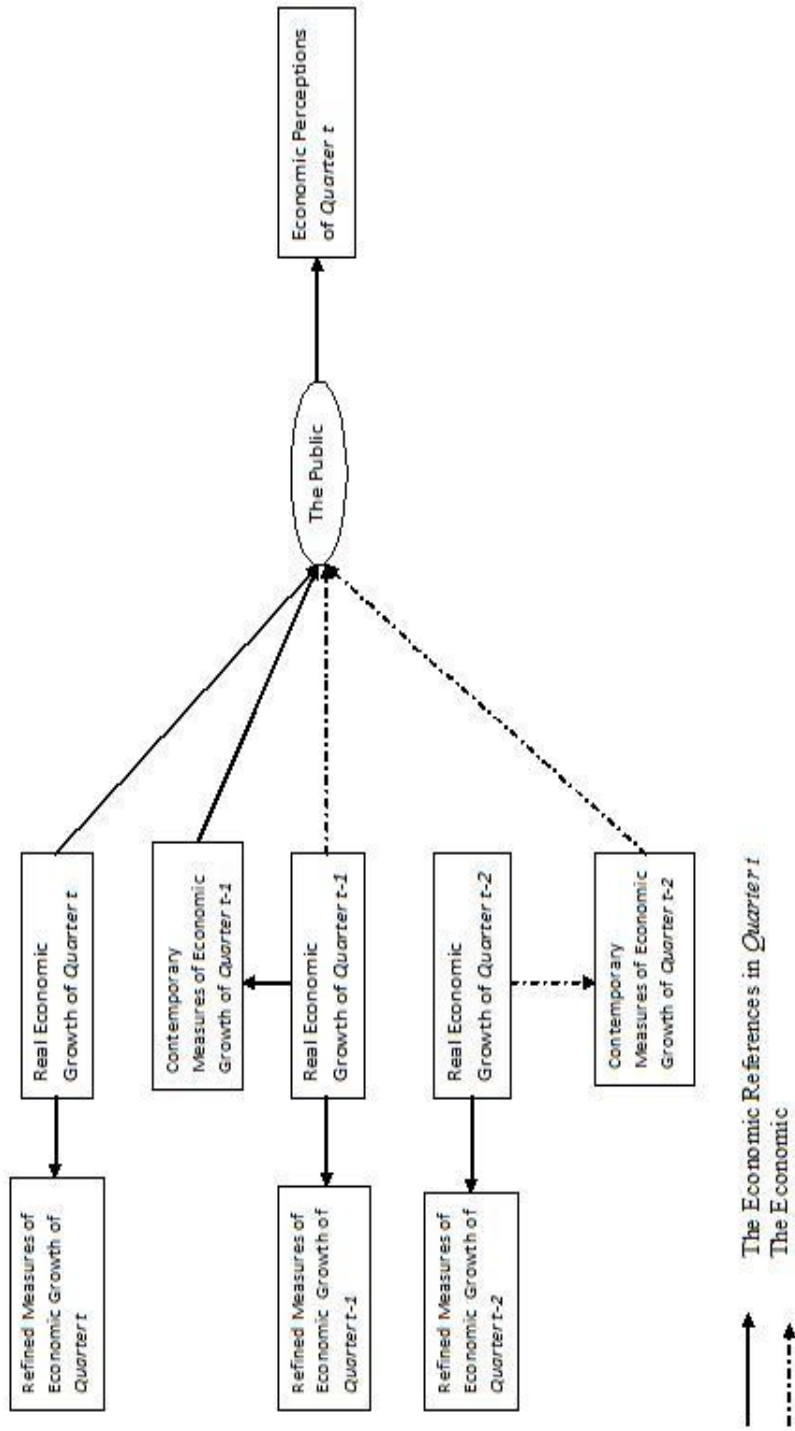 Refined Measures of
Economic Growth of
Quarter t
Real Economic
Growth of Quarter t
Contemporary
Measures of Economic
Growth of Quarter t-1
Refined Measures of
Economic Growth of
Quarter t-1
Real Economic
Growth of Quarter t-1
Refined Measures of
Economic Growth of
Quarter t-2
Real Economic
Growth of Quarter t-2
Contemporary
Measures of Economic
Growth of Quarter t-2
The Public
Economic Perceptions
of Quarter t
The Economic References in Quarter t
The Economic